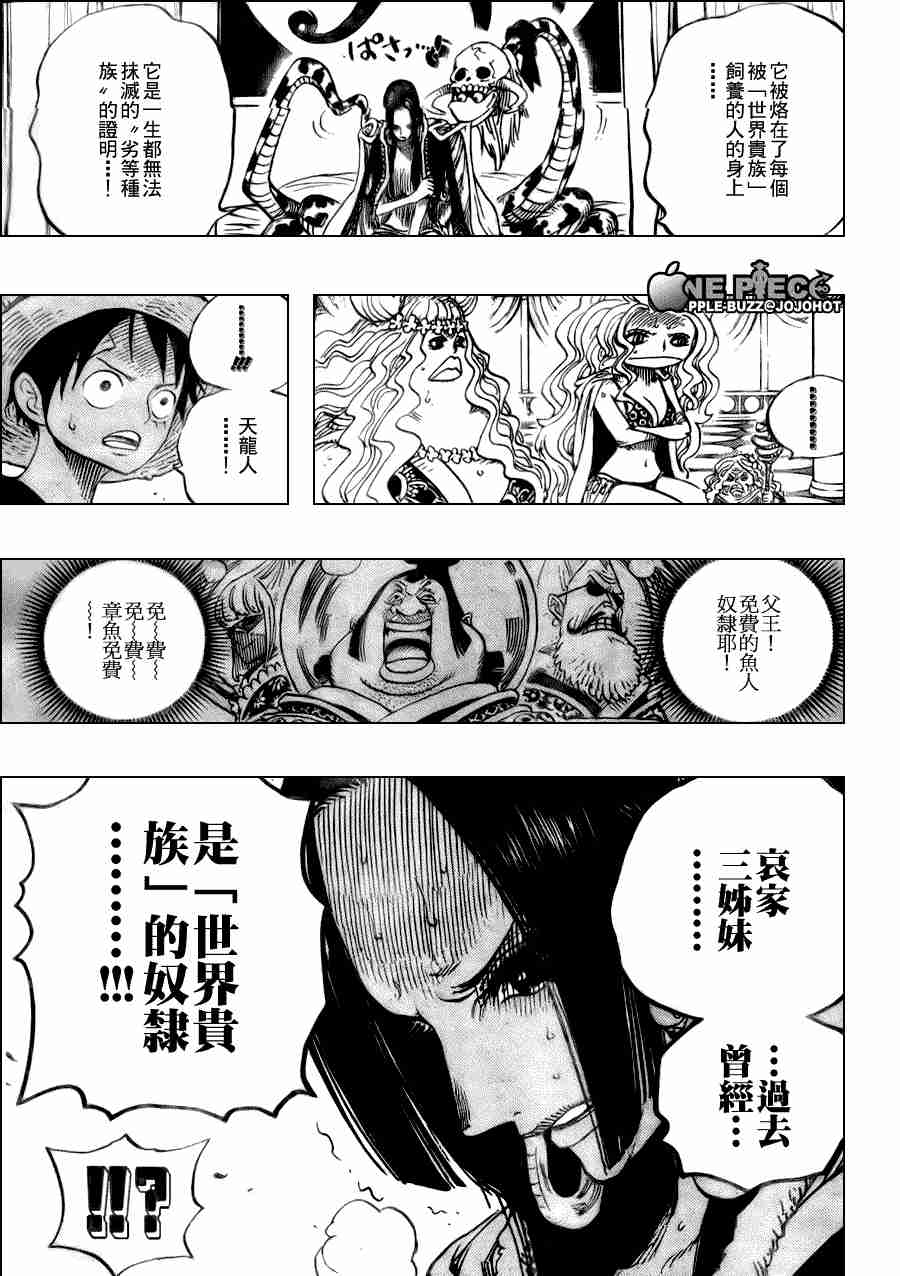 它被烙在了每個
被「世界貴族」
飼養的人的身上
……
ぱさっ…
它是一生都無法
抹滅的〝劣等種
族〞的證明……！
ONE PIECE
PPLE·BUZZ@JOJOHOT
…………
…………!!!
天龍人
……！
父王！
免費的魚人
奴隸耶！
免～費～
免～費～
章魚免費
～！
哀家
三姊妹
………
…過去
曾經…
是「世界貴
族」的奴隸
…………!!!
!!?